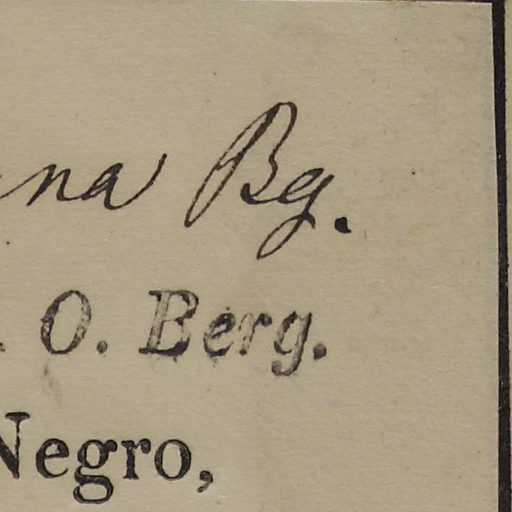 na Bg.
. O. Berg.
Negro,